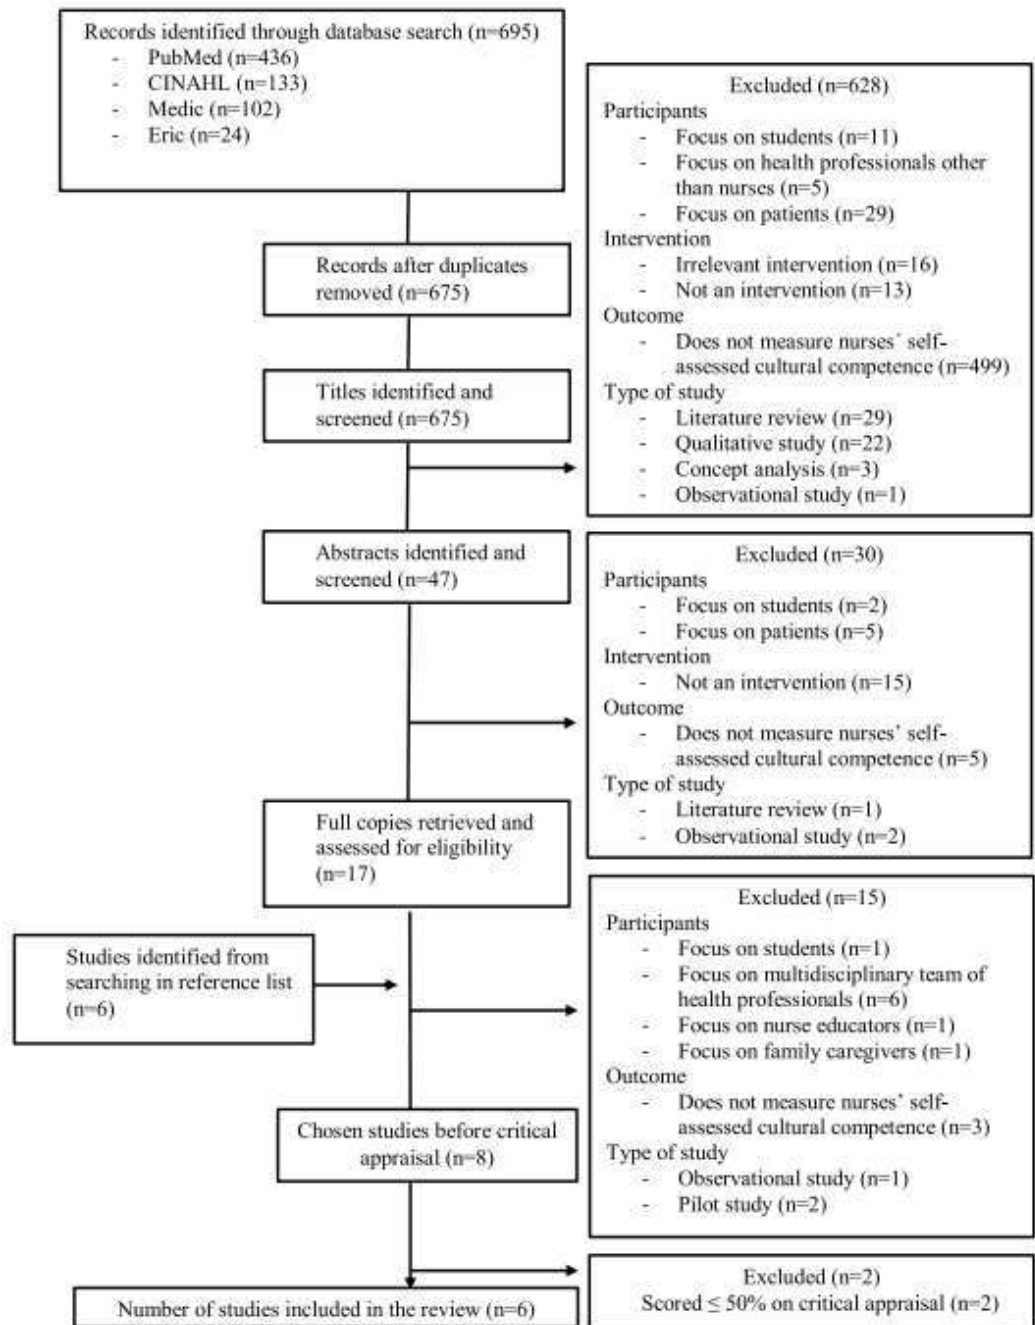 Records identified through database search (n=695)
- PubMed (n=436)
- CINAHL (n=133)
- Medic (n=102)
- Eric (n=24)
Excluded (n=628)
Participants
- Focus on students (n=11)
- Focus on health professionals other
than nurses (n=5)
- Focus on patients (n=29)
Intervention
- Irrelevant intervention (n=16)
- Not an intervention (n=13)
Outcome
- Does not measure nurses´ self-
assessed cultural competence (n=499)
Type of study
- Literature review (n=29)
- Qualitative study (n=22)
- Concept analysis (n=3)
- Observational study (n=1)
Records after duplicates
removed (n=675)
Titles identified and
screened (n=675)
Abstracts identified and
screened (n=47)
Excluded (n=30)
Participants
- Focus on students (n=2)
- Focus on patients (n=5)
Intervention
- Not an intervention (n=15)
Outcome
- Does not measure nurses’ self-
assessed cultural competence (n=5)
Type of study
- Literature review (n=1)
- Observational study (n=2)
Full copies retrieved and
assessed for eligibility
(n=17)
Studies identified from
searching in reference list
(n=6)
Excluded (n=15)
Participants
- Focus on students (n=1)
- Focus on multidisciplinary team of
health professionals (n=6)
- Focus on nurse educators (n=1)
- Focus on family caregivers (n=1)
Outcome
- Does not measure nurses’ self-
assessed cultural competence (n=3)
Type of study
- Observational study (n=1)
- Pilot study (n=2)
Chosen studies before critical
appraisal (n=8)
Excluded (n=2)
Scored ≤ 50% on critical appraisal (n=2)
Number of studies included in the review (n=6)